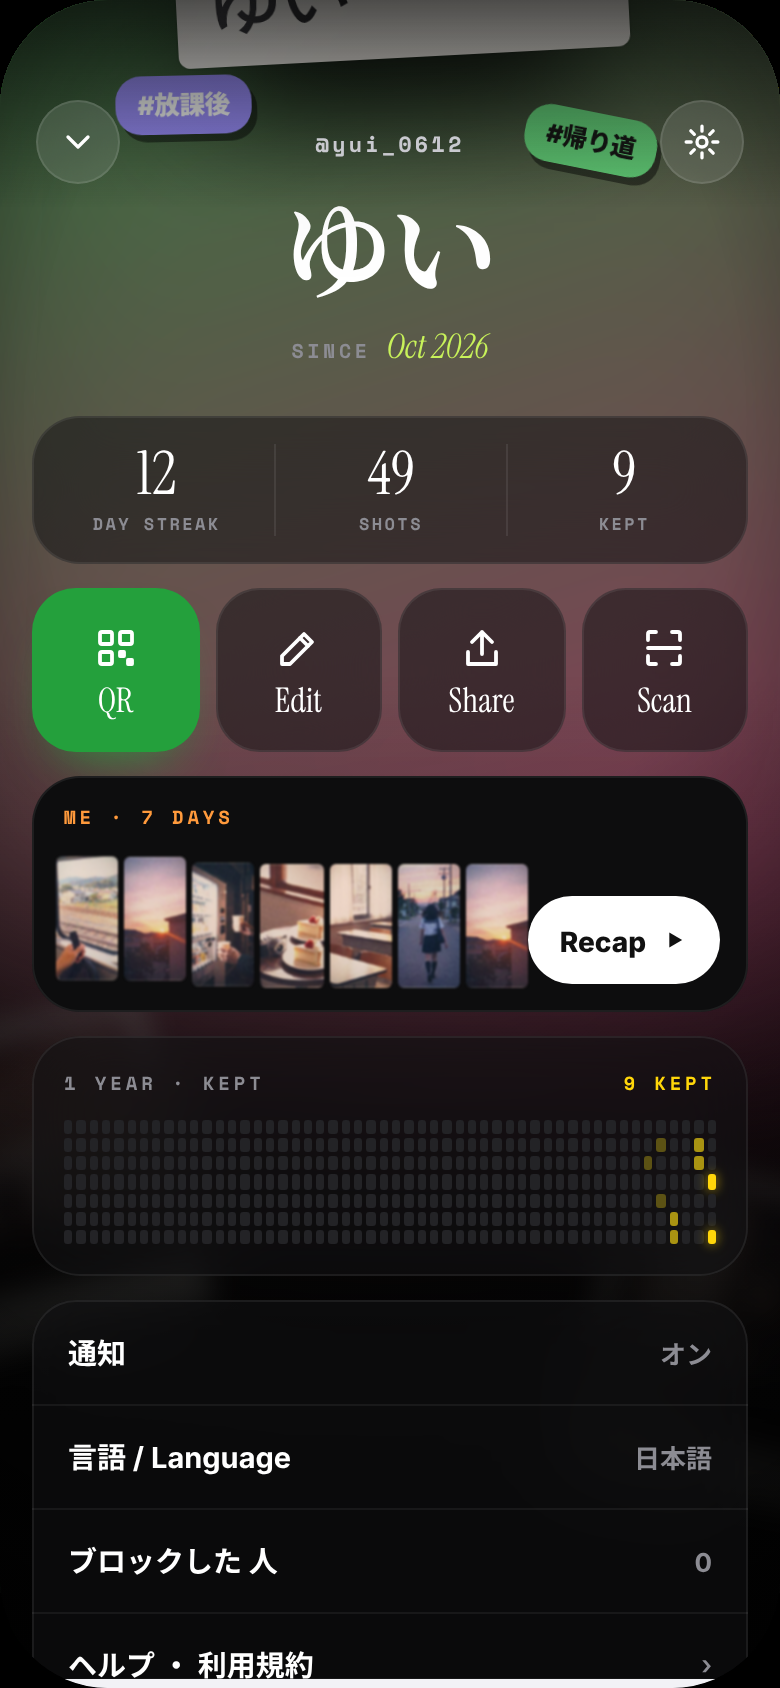 ゆい
#放課後
@yui_0612
#帰り道
ゆい
SINCE Oct 2026
12 49 9
DAY STREAK SHOTS KEPT
QR Edit Share Scan
ME · 7 DAYS
Recap
1 YEAR · KEPT 9 KEPT
通知 オン
言語 / Language 日本語
ブロックした 人 0
ヘルプ ・ 利用規約